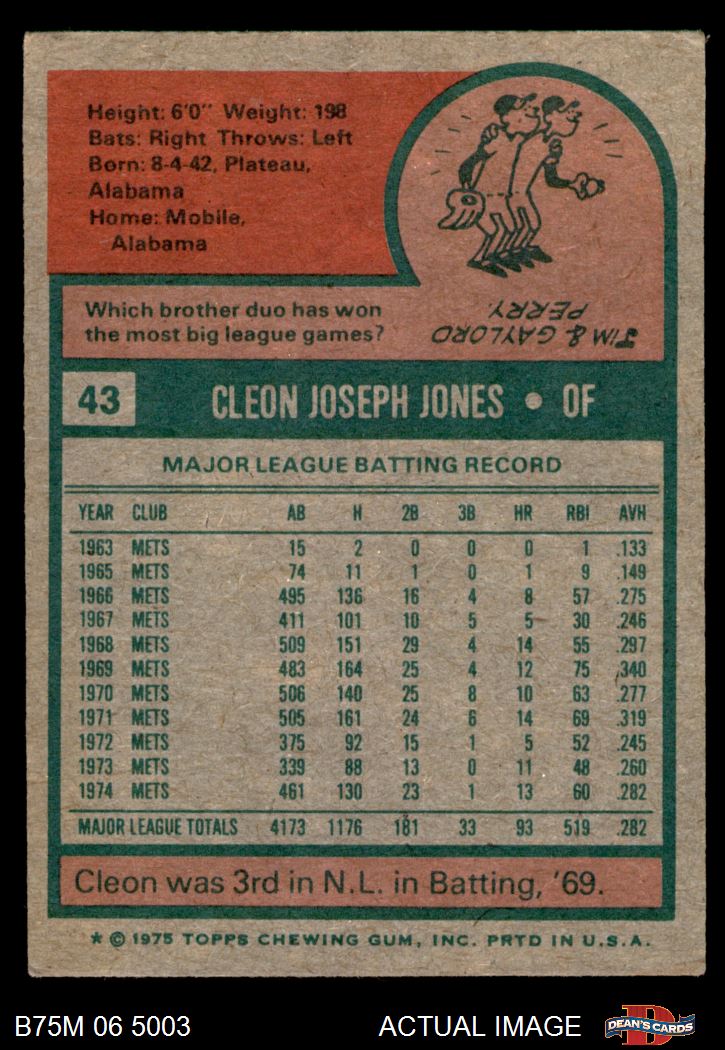 Height: 6'0" Weight: 198
Bats: Right Throws: Left
Born: 8-4-42, Plateau,
Alabama
Home: Mobile,
Alabama
Which brother duo has won
the most big league games?
JIM & GAYLORD
PERRY.
43 CLEON JOSEPH JONES • OF
MAJOR LEAGUE BATTING RECORD
YEAR CLUB AB H 2B 3B HR RBI AVH
1963 METS 15 2 0 0 0 1 .133
1965 METS 74 11 1 0 1 9 .149
1966 METS 495 136 16 4 8 57 .275
1967 METS 411 101 10 5 5 30 .246
1968 METS 509 151 29 4 14 55 .297
1969 METS 483 164 25 4 12 75 .340
1970 METS 506 140 25 8 10 63 .277
1971 METS 505 161 24 6 14 69 .319
1972 METS 375 92 15 1 5 52 .245
1973 METS 339 88 13 0 11 48 .260
1974 METS 461 130 23 1 13 60 .282
MAJOR LEAGUE TOTALS 4173 1176 181 33 93 519 .282
Cleon was 3rd in N.L. in Batting, '69.
* © 1975 TOPPS CHEWING GUM, INC. PRTD IN U.S.A.
B75M 06 5003 ACTUAL IMAGE
DEAN'S CARDS